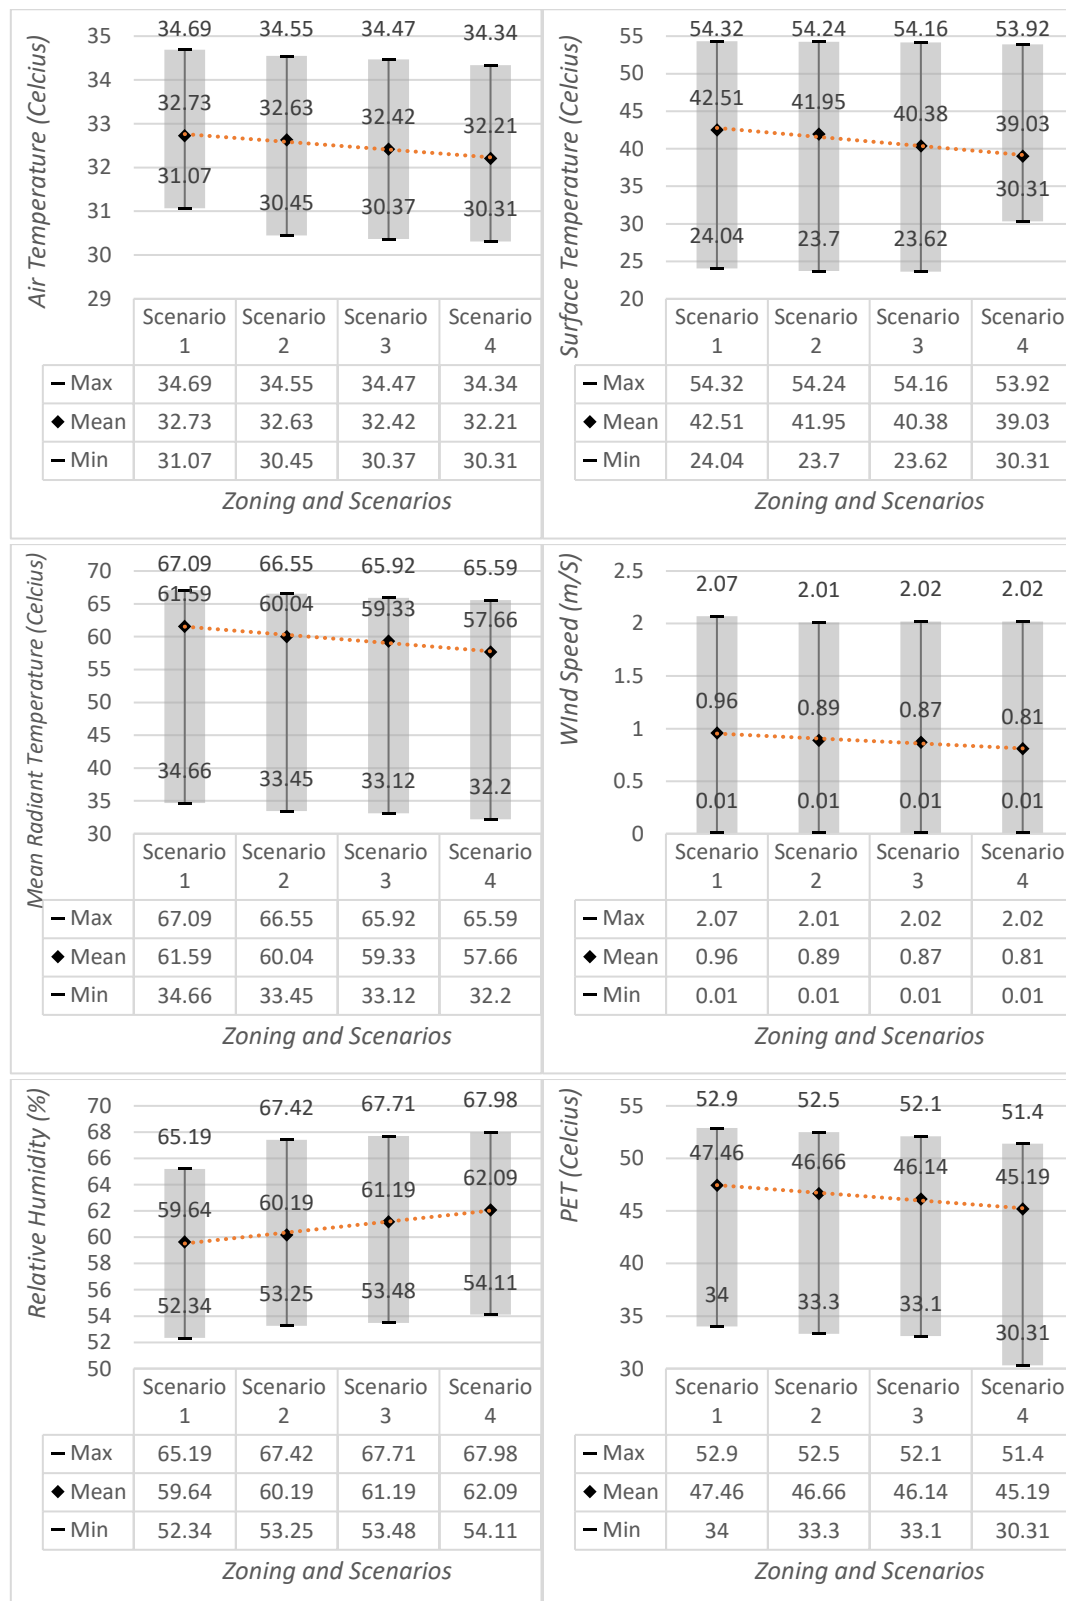 Air Temperature (Celcius)
34.69 34.55 34.47 34.34
35
34
33
32
31
30
29
32.73 32.63 32.42 32.21
31.07 30.45 30.37 30.31
Scenario 1 Scenario 2 Scenario 3 Scenario 4
Max 34.69 34.55 34.47 34.34
Mean 32.73 32.63 32.42 32.21
Min 31.07 30.45 30.37 30.31
Zoning and Scenarios
Surface Temperature (Celcius)
54.32 54.24 54.16 53.92
55
50
45
40
35
30
25
20
42.51 41.95 40.38 39.03
24.04 23.7 23.62 30.31
Scenario 1 Scenario 2 Scenario 3 Scenario 4
Max 54.32 54.24 54.16 53.92
Mean 42.51 41.95 40.38 39.03
Min 24.04 23.7 23.62 30.31
Zoning and Scenarios
Mean Radiant Temperature (Celcius)
67.09 66.55 65.92 65.59
70
65
60
55
50
45
40
35
30
61.59 60.04 59.33 57.66
34.66 33.45 33.12 32.2
Scenario 1 Scenario 2 Scenario 3 Scenario 4
Max 67.09 66.55 65.92 65.59
Mean 61.59 60.04 59.33 57.66
Min 34.66 33.45 33.12 32.2
Zoning and Scenarios
WInd Speed (m/S)
2.5
2
1.5
1
0.5
0
2.07 2.01 2.02 2.02
0.96 0.89 0.87 0.81
0.01 0.01 0.01 0.01
Scenario 1 Scenario 2 Scenario 3 Scenario 4
Max 2.07 2.01 2.02 2.02
Mean 0.96 0.89 0.87 0.81
Min 0.01 0.01 0.01 0.01
Zoning and Scenarios
Relative Humidity (%)
70
68
66
64
62
60
58
56
54
52
50
65.19 67.42 67.71 67.98
59.64 60.19 61.19 62.09
52.34 53.25 53.48 54.11
Scenario 1 Scenario 2 Scenario 3 Scenario 4
Max 65.19 67.42 67.71 67.98
Mean 59.64 60.19 61.19 62.09
Min 52.34 53.25 53.48 54.11
Zoning and Scenarios
PET (Celcius)
55
50
45
40
35
30
52.9 52.5 52.1 51.4
47.46 46.66 46.14 45.19
34 33.3 33.1 30.31
Scenario 1 Scenario 2 Scenario 3 Scenario 4
Max 52.9 52.5 52.1 51.4
Mean 47.46 46.66 46.14 45.19
Min 34 33.3 33.1 30.31
Zoning and Scenarios